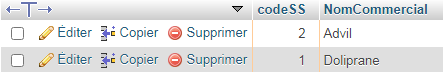 codeSS NomCommercial
Éditer Copier Supprimer 2 Advil
Éditer Copier Supprimer 1 Doliprane